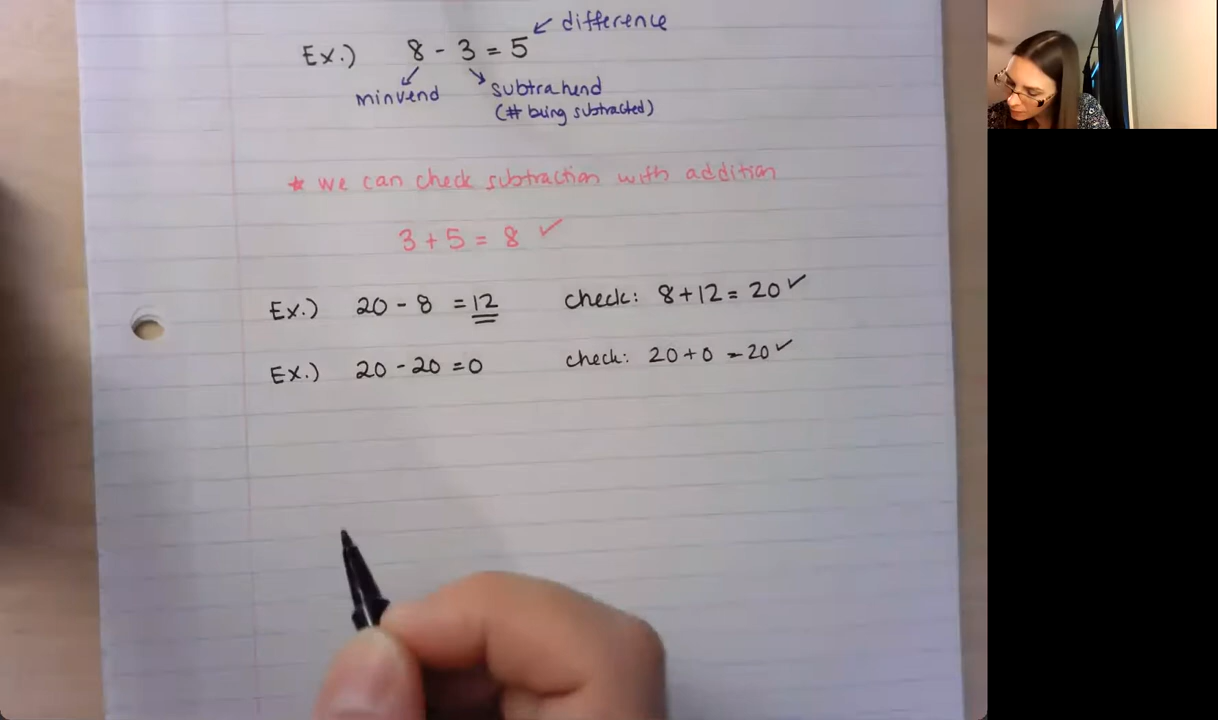 difference
Ex.) 8 - 3 = 5
minuend subtrahend
(# being subtracted)
* we can check subtraction with addition
3 + 5 = 8 ✓
Ex.) 20 - 8 = 12 check: 8 + 12 = 20 ✓
Ex.) 20 - 20 = 0 check: 20 + 0 = 20 ✓